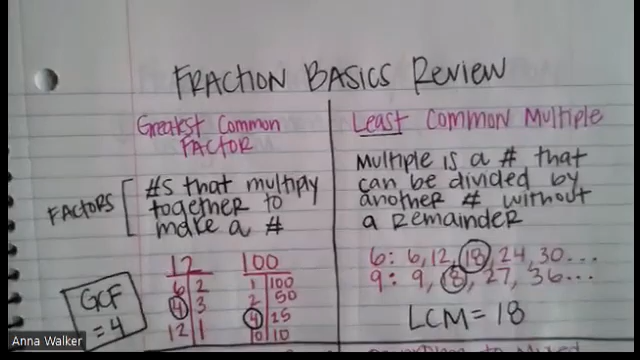 FRACTION BASICS Review
Greatest Common
FACTOR
FACTORS
#s that multiply
together to
make a #
12
6 2
4 3
12 1
100
1 100
2 50
4 25
10 10
GCF
= 4
Least Common Multiple
Multiple is a # that
can be divided by
another # without
a Remainder
6: 6, 12, 18, 24, 30...
9: 9, 18, 27, 36...
LCM = 18
Anna Walker